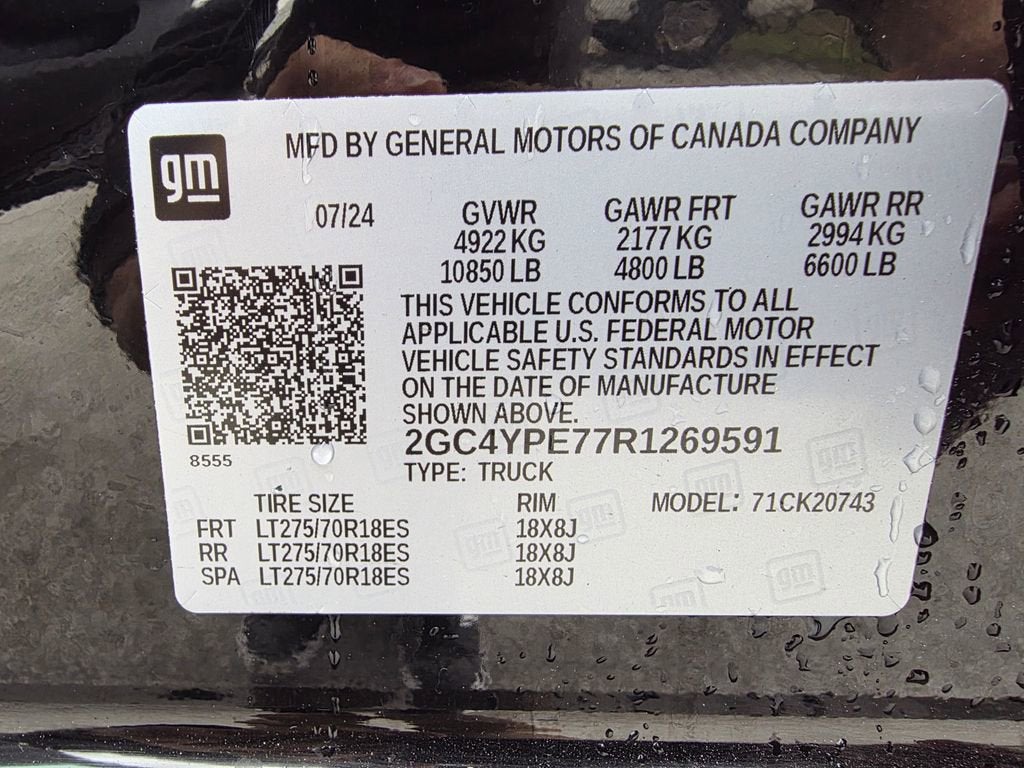 gm
MFD BY GENERAL MOTORS OF CANADA COMPANY
07/24 GVWR GAWR FRT GAWR RR
4922 KG 2177 KG 2994 KG
10850 LB 4800 LB 6600 LB
THIS VEHICLE CONFORMS TO ALL
APPLICABLE U.S. FEDERAL MOTOR
VEHICLE SAFETY STANDARDS IN EFFECT
ON THE DATE OF MANUFACTURE
SHOWN ABOVE.
2GC4YPE77R1269591
8555
TYPE: TRUCK
TIRE SIZE RIM MODEL: 71CK20743
FRT LT275/70R18ES 18X8J
RR LT275/70R18ES 18X8J
SPA LT275/70R18ES 18X8J